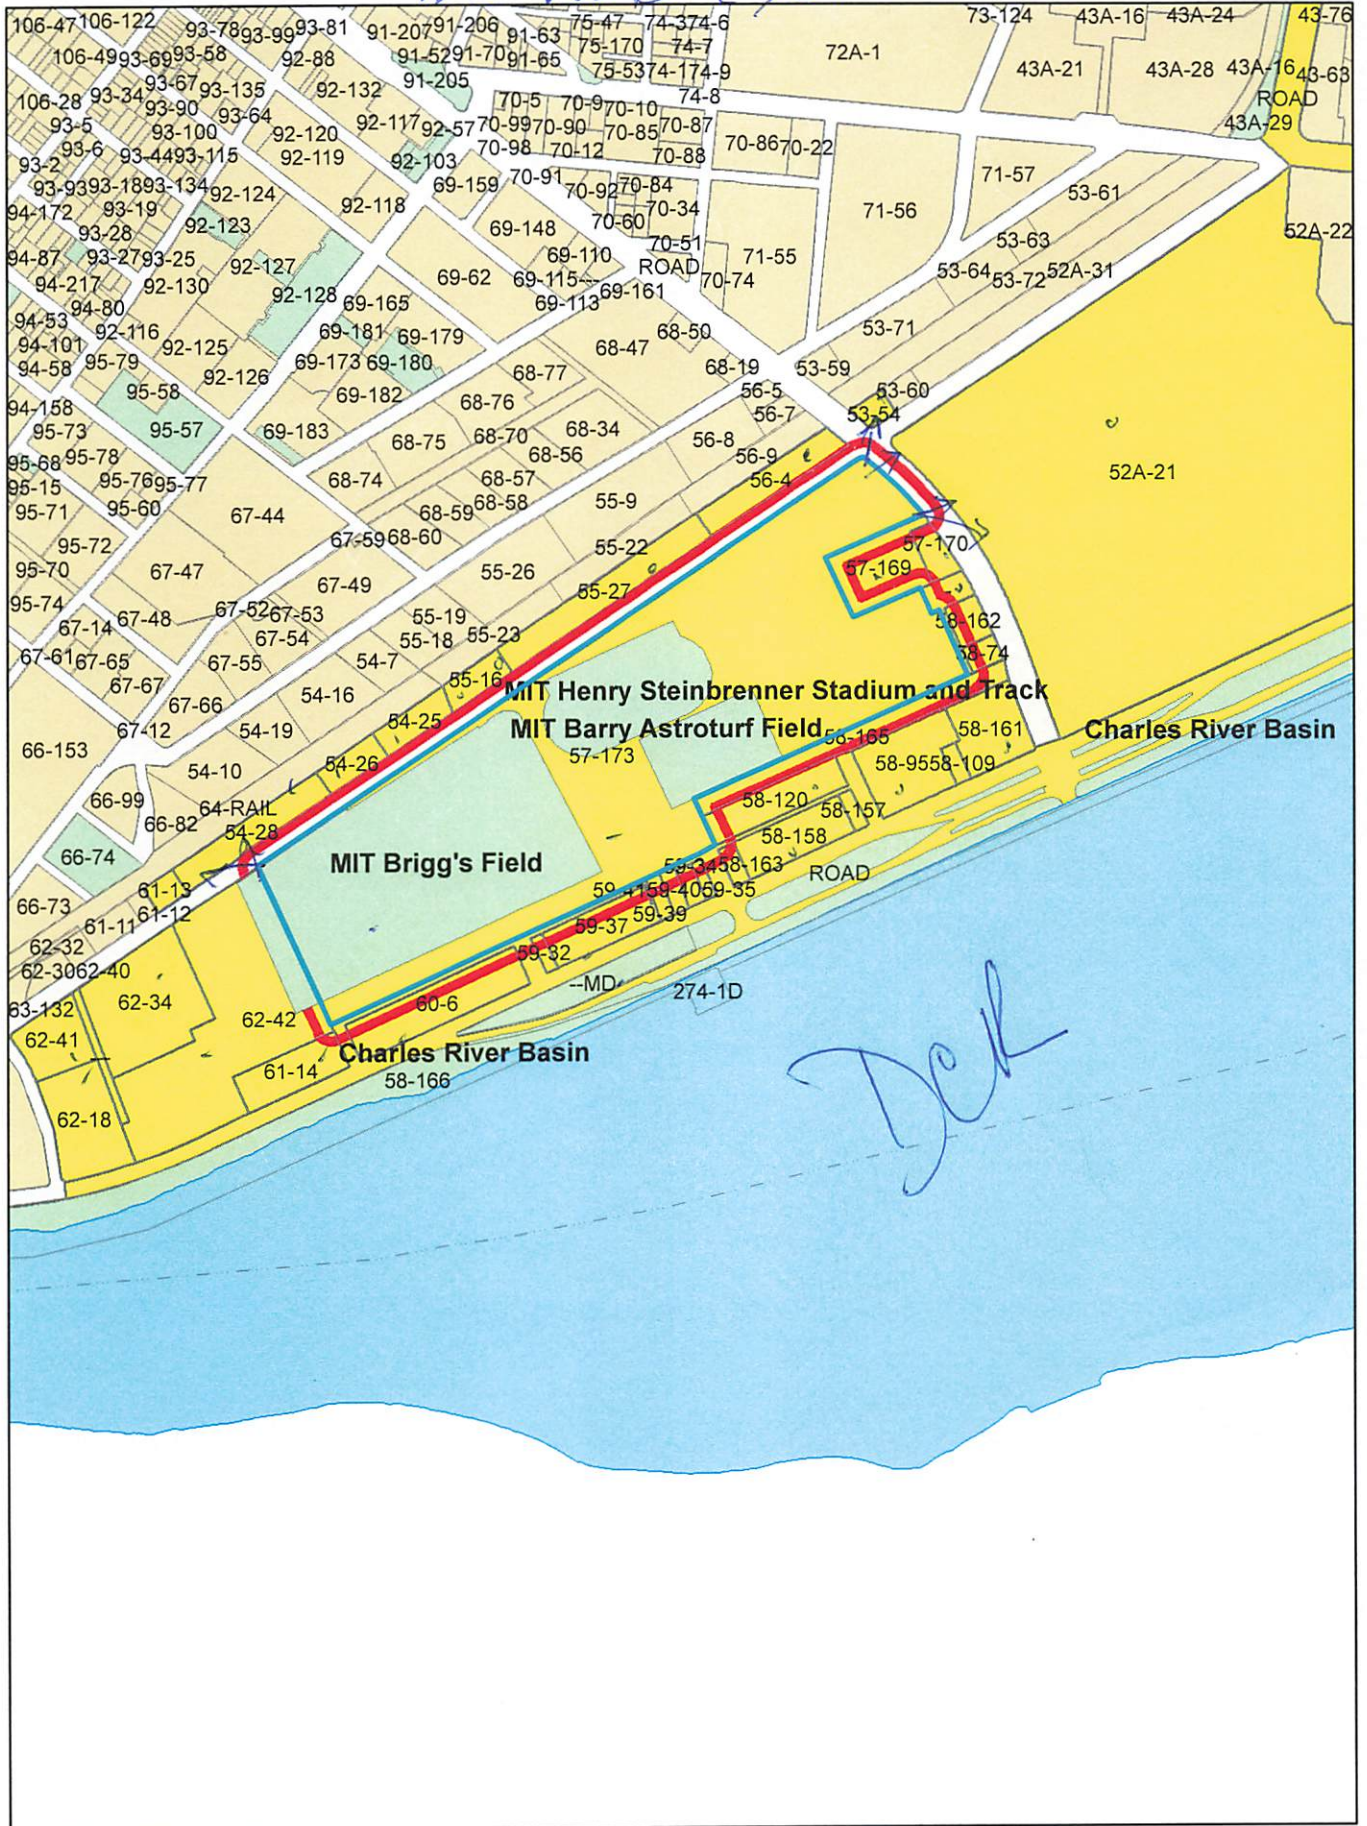 106-47 106-122 93-78 93-99 93-81 91-207 91-206 91-63 75-47 74-3 74-6 73-124 43A-16 43A-24 43-76
106-49 93-69 93-58 92-88 91-52 91-70 91-65 75-170 74-7 72A-1 43A-21 43A-28 43A-16 43-63
93-67 93-135 92-132 91-205 75-53 74-1 74-9
106-28 93-34 93-90 93-64 70-5 70-9 70-10 74-8 ROAD
93-5 93-100 92-120 92-117 92-57 70-99 70-90 70-85 70-87 43A-29
93-6 93-44 93-115 92-119 92-103 70-98 70-12 70-88 70-86 70-22
93-2 93-93 93-18 93-134 92-124 69-159 70-91 70-92 70-84 71-57 53-61
94-172 93-19 92-123 92-118 70-60 70-34 71-56
93-28 69-148 70-51 53-63 52A-22
94-87 93-27 93-25 92-127 69-110 ROAD 71-55
94-217 92-130 92-128 69-62 69-115 69-161 70-74 53-64 53-72 52A-31
94-80 69-165 69-113
94-53 92-116 69-181 69-179 68-50 53-71
94-101 95-79 92-125 69-173 69-180 68-47 68-19 53-59
94-58 95-58 92-126 69-182 68-77 56-5 53-60
94-158 95-73 95-57 69-183 68-76 56-7 53-54
95-68 95-78 68-75 68-70 68-34 56-8
95-15 95-76 95-77 68-74 68-57 68-56 56-9 56-4 52A-21
95-71 95-60 67-44 68-59 68-58 55-9
95-72 67-59 68-60 55-22 57-170
95-70 67-47 67-49 55-26 55-27 57-169
95-74 67-48 67-52 67-53 55-19 58-162
67-14 67-54 55-18 55-23
67-61 67-65 67-55 54-7 55-16 58-74
67-67 67-66 54-16 MIT Henry Steinbrenner Stadium and Track
67-12 54-19 54-25 MIT Barry Astroturf Field 58-165 58-161 Charles River Basin
66-153 54-10 54-26 57-173 58-95 58-109
66-99 64-RAIL 58-120 58-157
66-82 54-28 58-158
66-74 MIT Brigg's Field 59-34 58-163 ROAD
61-13 59-41 59-40 59-35
66-73 61-11 61-12 59-37 59-39
62-32 59-32
62-30 62-40 --MD 274-1D
63-132 62-34 60-6
62-41 62-42 Charles River Basin
61-14 58-166
62-18
DCR